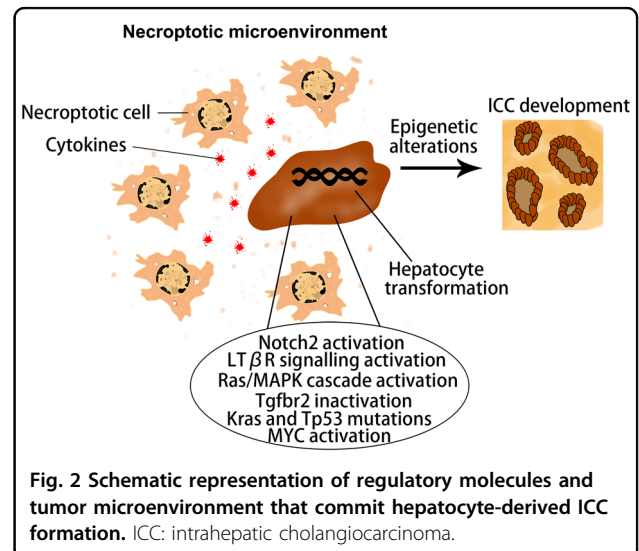 Necroptotic microenvironment
Necroptotic cell
Cytokines
Epigenetic
alterations
ICC development
Hepatocyte
transformation
Notch2 activation
LTβR signalling activation
Ras/MAPK cascade activation
Tgfbr2 inactivation
Kras and Tp53 mutations
MYC activation
Fig. 2 Schematic representation of regulatory molecules and
tumor microenvironment that commit hepatocyte-derived ICC
formation. ICC: intrahepatic cholangiocarcinoma.